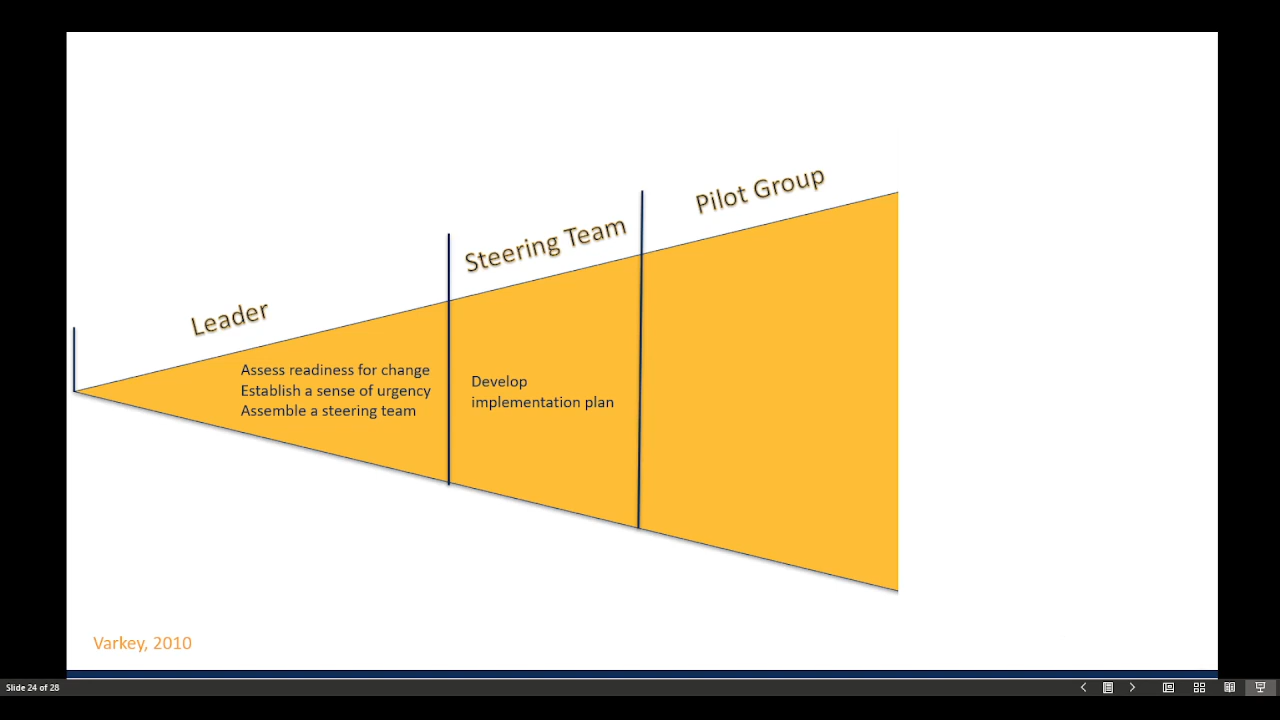 Pilot Group
Steering Team
Leader
Assess readiness for change
Establish a sense of urgency
Assemble a steering team
Develop
implementation plan
Varkey, 2010
Slide 24 of 28